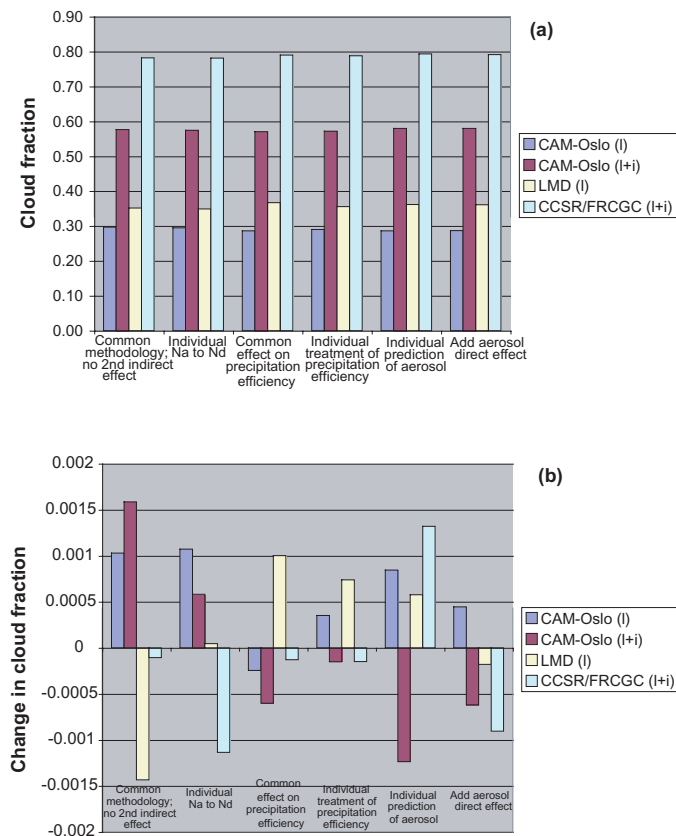 (a)
Cloud fraction
0.90
0.80
0.70
0.60
0.50
0.40
0.30
0.20
0.10
0.00
Common
methodology;
no 2nd indirect
effect
Individual
Na to Nd
Common
effect on
precipitation
efficiency
Individual
treatment of
precipitation
efficiency
Individual
prediction
of aerosol
Add aerosol
direct effect
CAM-Oslo (l)
CAM-Oslo (l+i)
LMD (l)
CCSR/FRCGC (l+i)
(b)
Change in cloud fraction
0.002
0.0015
0.001
0.0005
0
-0.0005
-0.001
-0.0015
-0.002
Common
methodology;
no 2nd indirect
effect
Individual
Na to Nd
Common
effect on
precipitation
efficiency
Individual
treatment of
precipitation
efficiency
Individual
prediction
of aerosol
Add aerosol
direct effect
CAM-Oslo (l)
CAM-Oslo (l+i)
LMD (l)
CCSR/FRCGC (l+i)